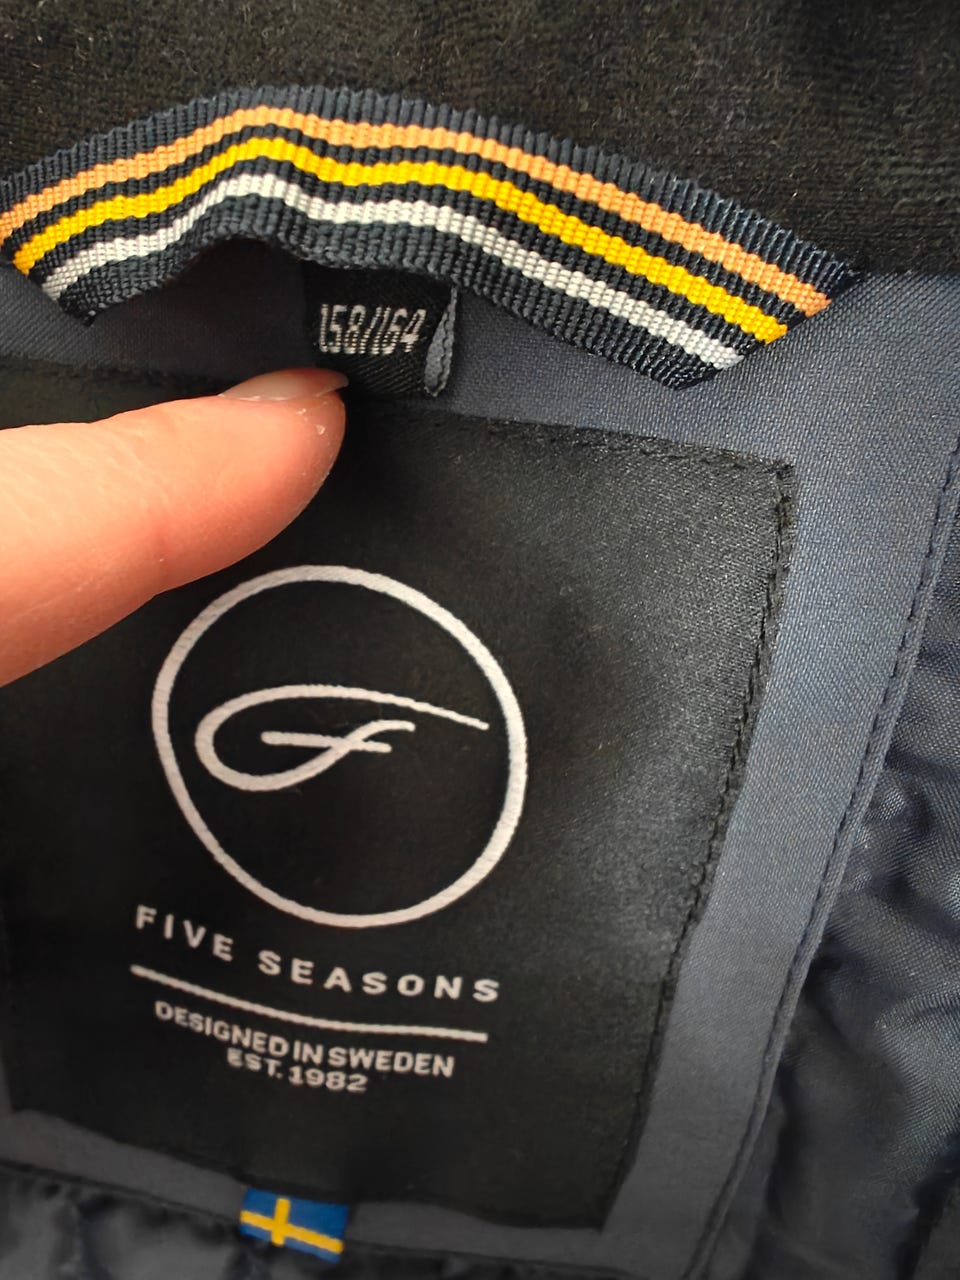 158/164
F
FIVE SEASONS
DESIGNED IN SWEDEN
EST. 1982